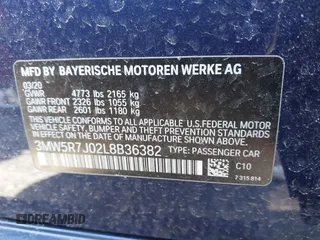 MFD BY BAYERISCHE MOTOREN WERKE AG
03/20
GVWR 4773 lbs 2165 kg
GAWR FRONT 2326 lbs 1055 kg
GAWR REAR 2601 lbs 1180 kg
THIS VEHICLE CONFORMS TO ALL APPLICABLE U.S. FEDERAL MOTOR
VEHICLE SAFETY, BUMPER, AND THEFT PREVENTION STANDARDS
IN EFFECT ON THE DATE OF MANUFACTURE SHOWN ABOVE.
3MW5R7J02L8B36382 TYPE: PASSENGER CAR
C10
7 315 814
DREAMBID